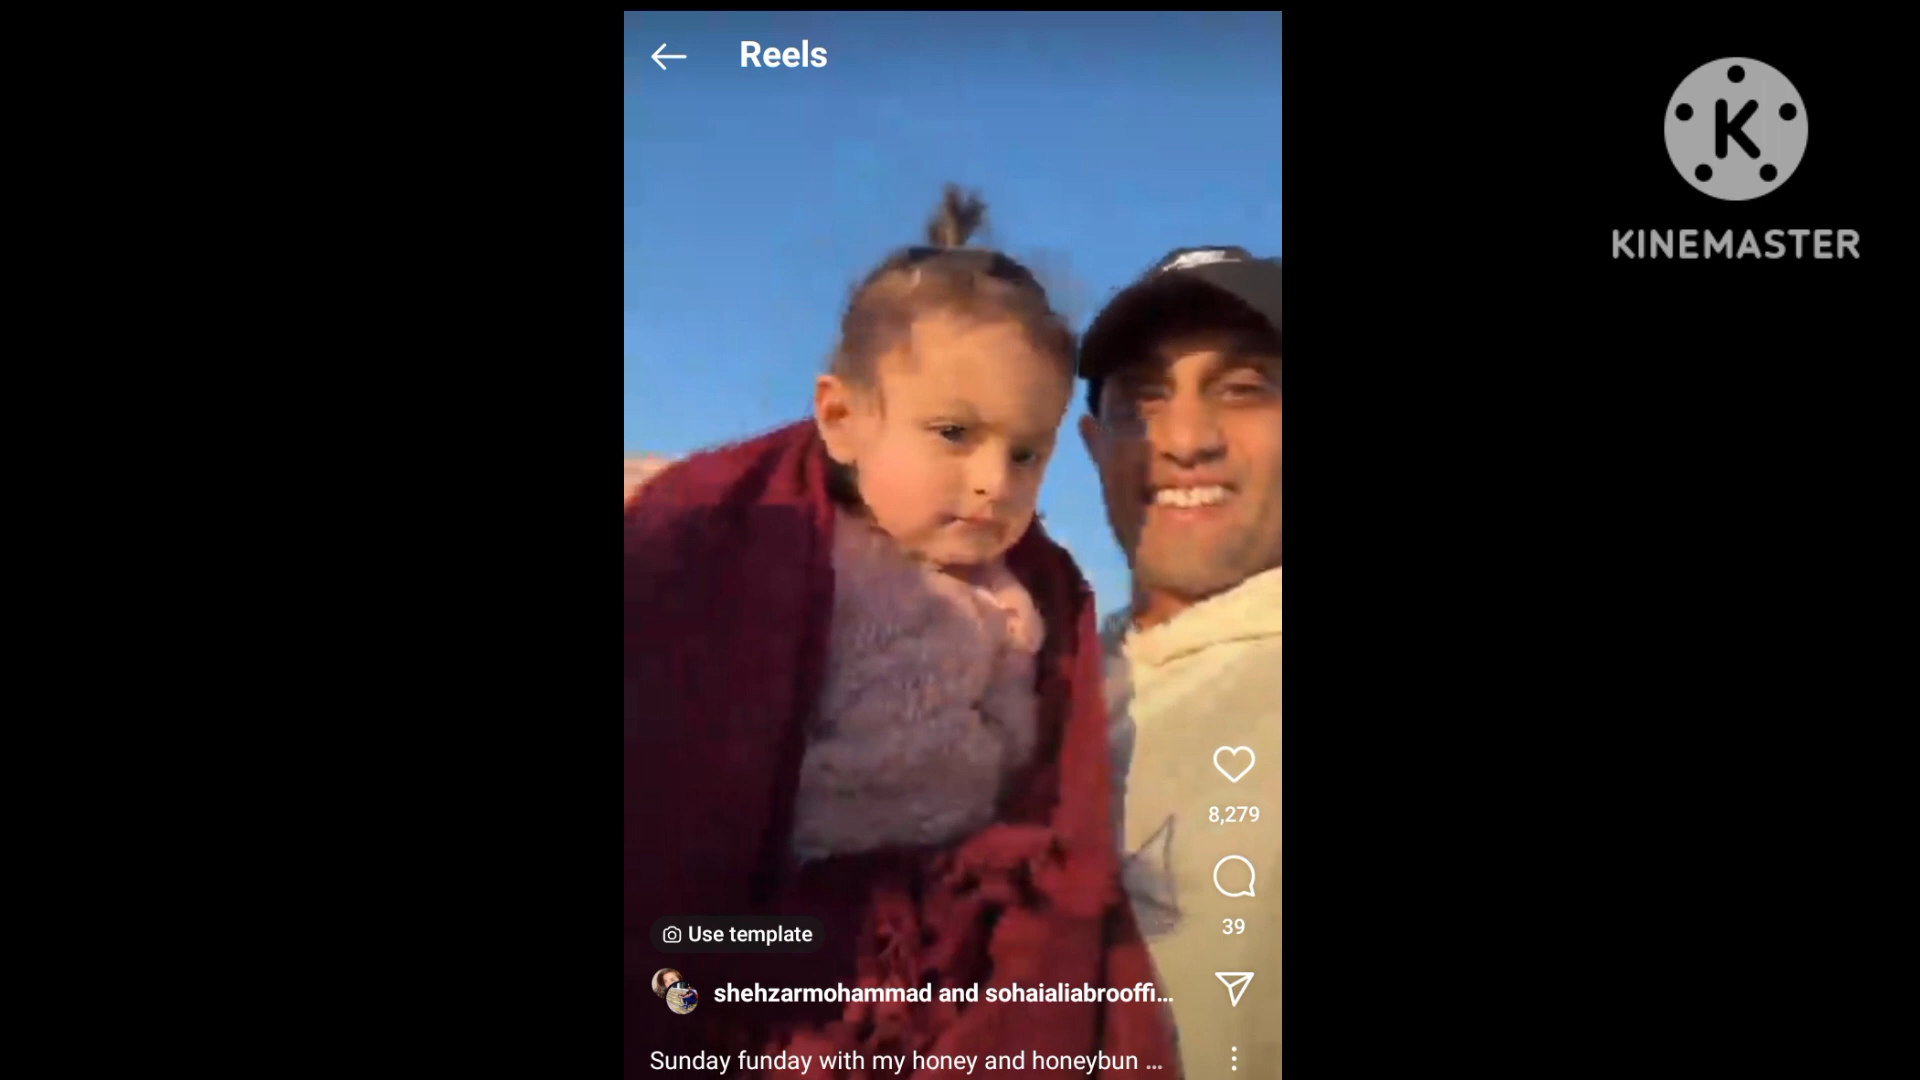 Reels
KINEMASTER
8,279
39
Use template
shehzarmohammad and sohaialiabrooffi...
Sunday funday with my honey and honeybun ...